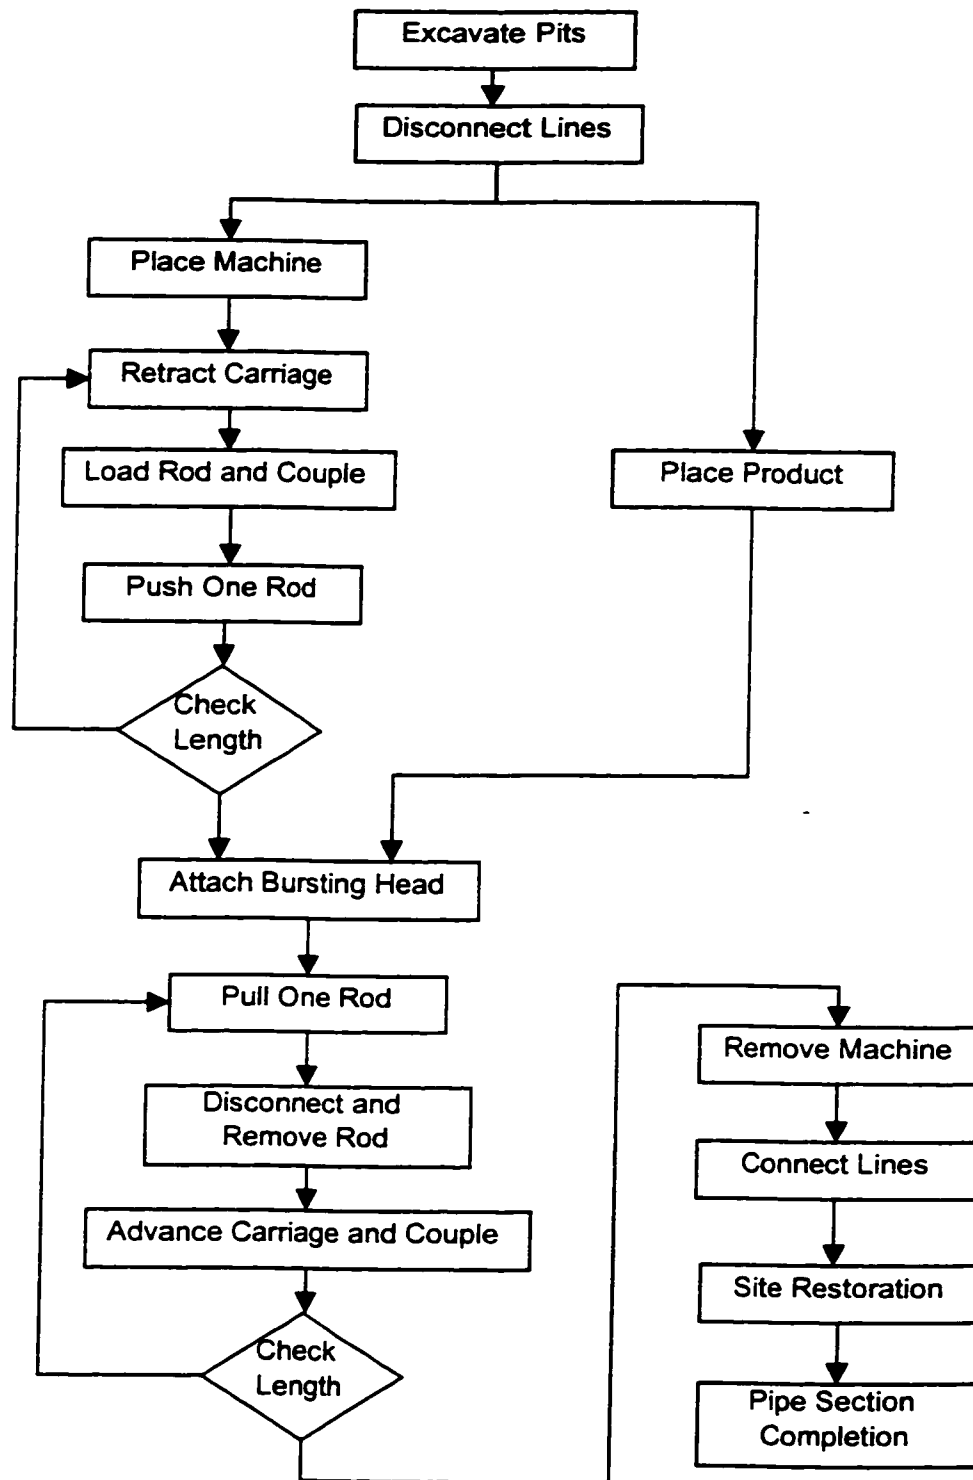 Excavate Pits
Disconnect Lines
Place Machine
Retract Carriage
Load Rod and Couple
Place Product
Push One Rod
Check
Length
Attach Bursting Head
Pull One Rod
Disconnect and
Remove Rod
Advance Carriage and Couple
Check
Length
Remove Machine
Connect Lines
Site Restoration
Pipe Section
Completion